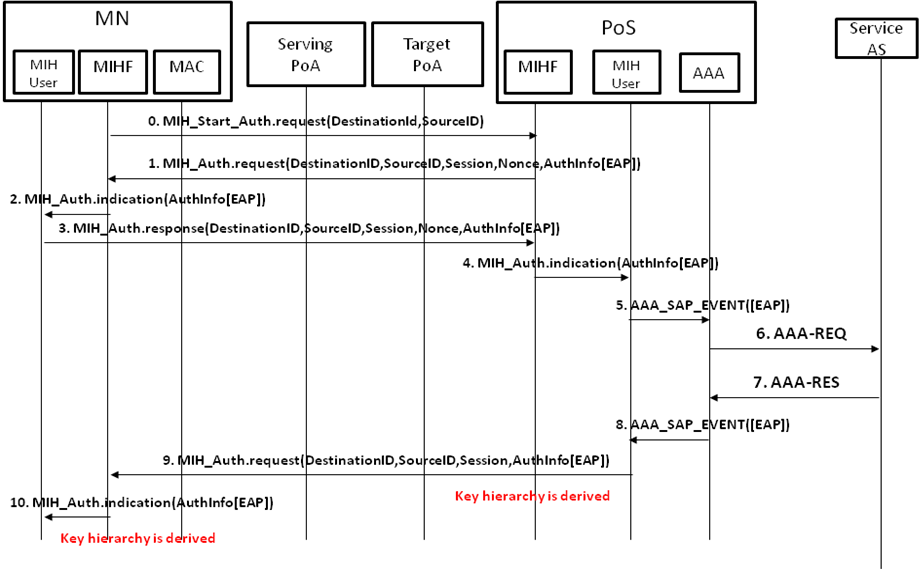 MN
MIH
User
MIHF
MAC
Serving
PoA
Target
PoA
PoS
MIHF
MIH
User
AAA
Service
AS
0. MIH_Start_Auth.request(DestinationId,SourceID)
1. MIH_Auth.request(DestinationID,SourceID,Session,Nonce,AuthInfo[EAP])
2. MIH_Auth.indication(AuthInfo[EAP])
3. MIH_Auth.response(DestinationID,SourceID,Session,Nonce,AuthInfo[EAP])
4. MIH_Auth.indication(AuthInfo[EAP])
5. AAA_SAP_EVENT([EAP])
6. AAA-REQ
7. AAA-RES
8. AAA_SAP_EVENT([EAP])
9. MIH_Auth.request(DestinationID,SourceID,Session,AuthInfo[EAP])
Key hierarchy is derived
10. MIH_Auth.indication(AuthInfo[EAP])
Key hierarchy is derived